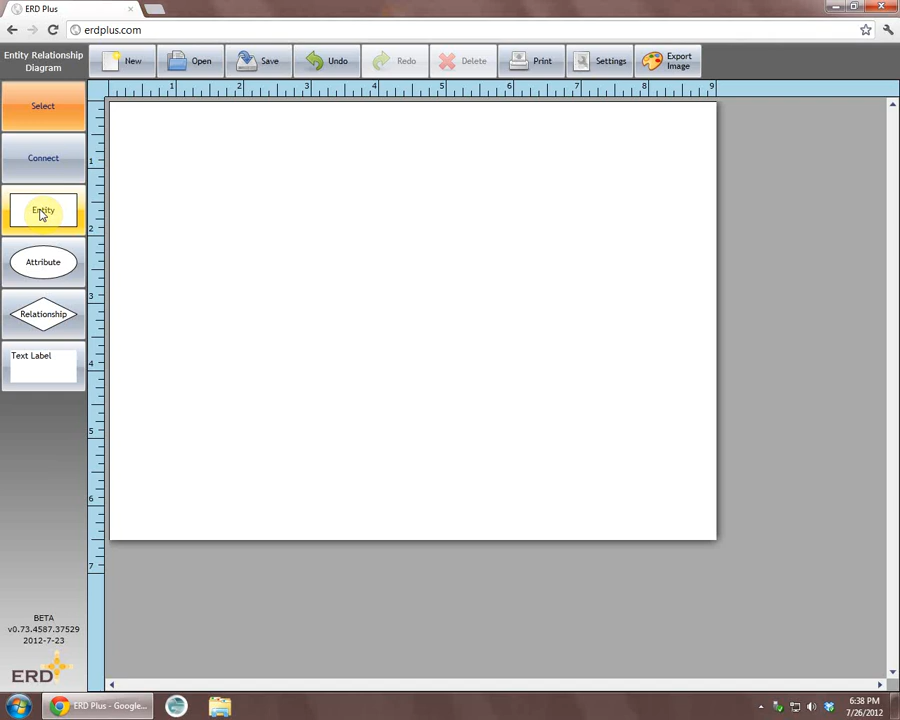 ERD Plus
erdplus.com
Entity Relationship
Diagram
New
Open
Save
Undo
Redo
Delete
Print
Settings
Export
Image
1 2 3 4 5 6 7 8 9
Select
Connect
Entity
Attribute
Relationship
Text Label
1
2
3
4
5
6
7
BETA
v0.73.4587.37529
2012-7-23
ERD
ERD Plus - Google...
6:38 PM
7/26/2012